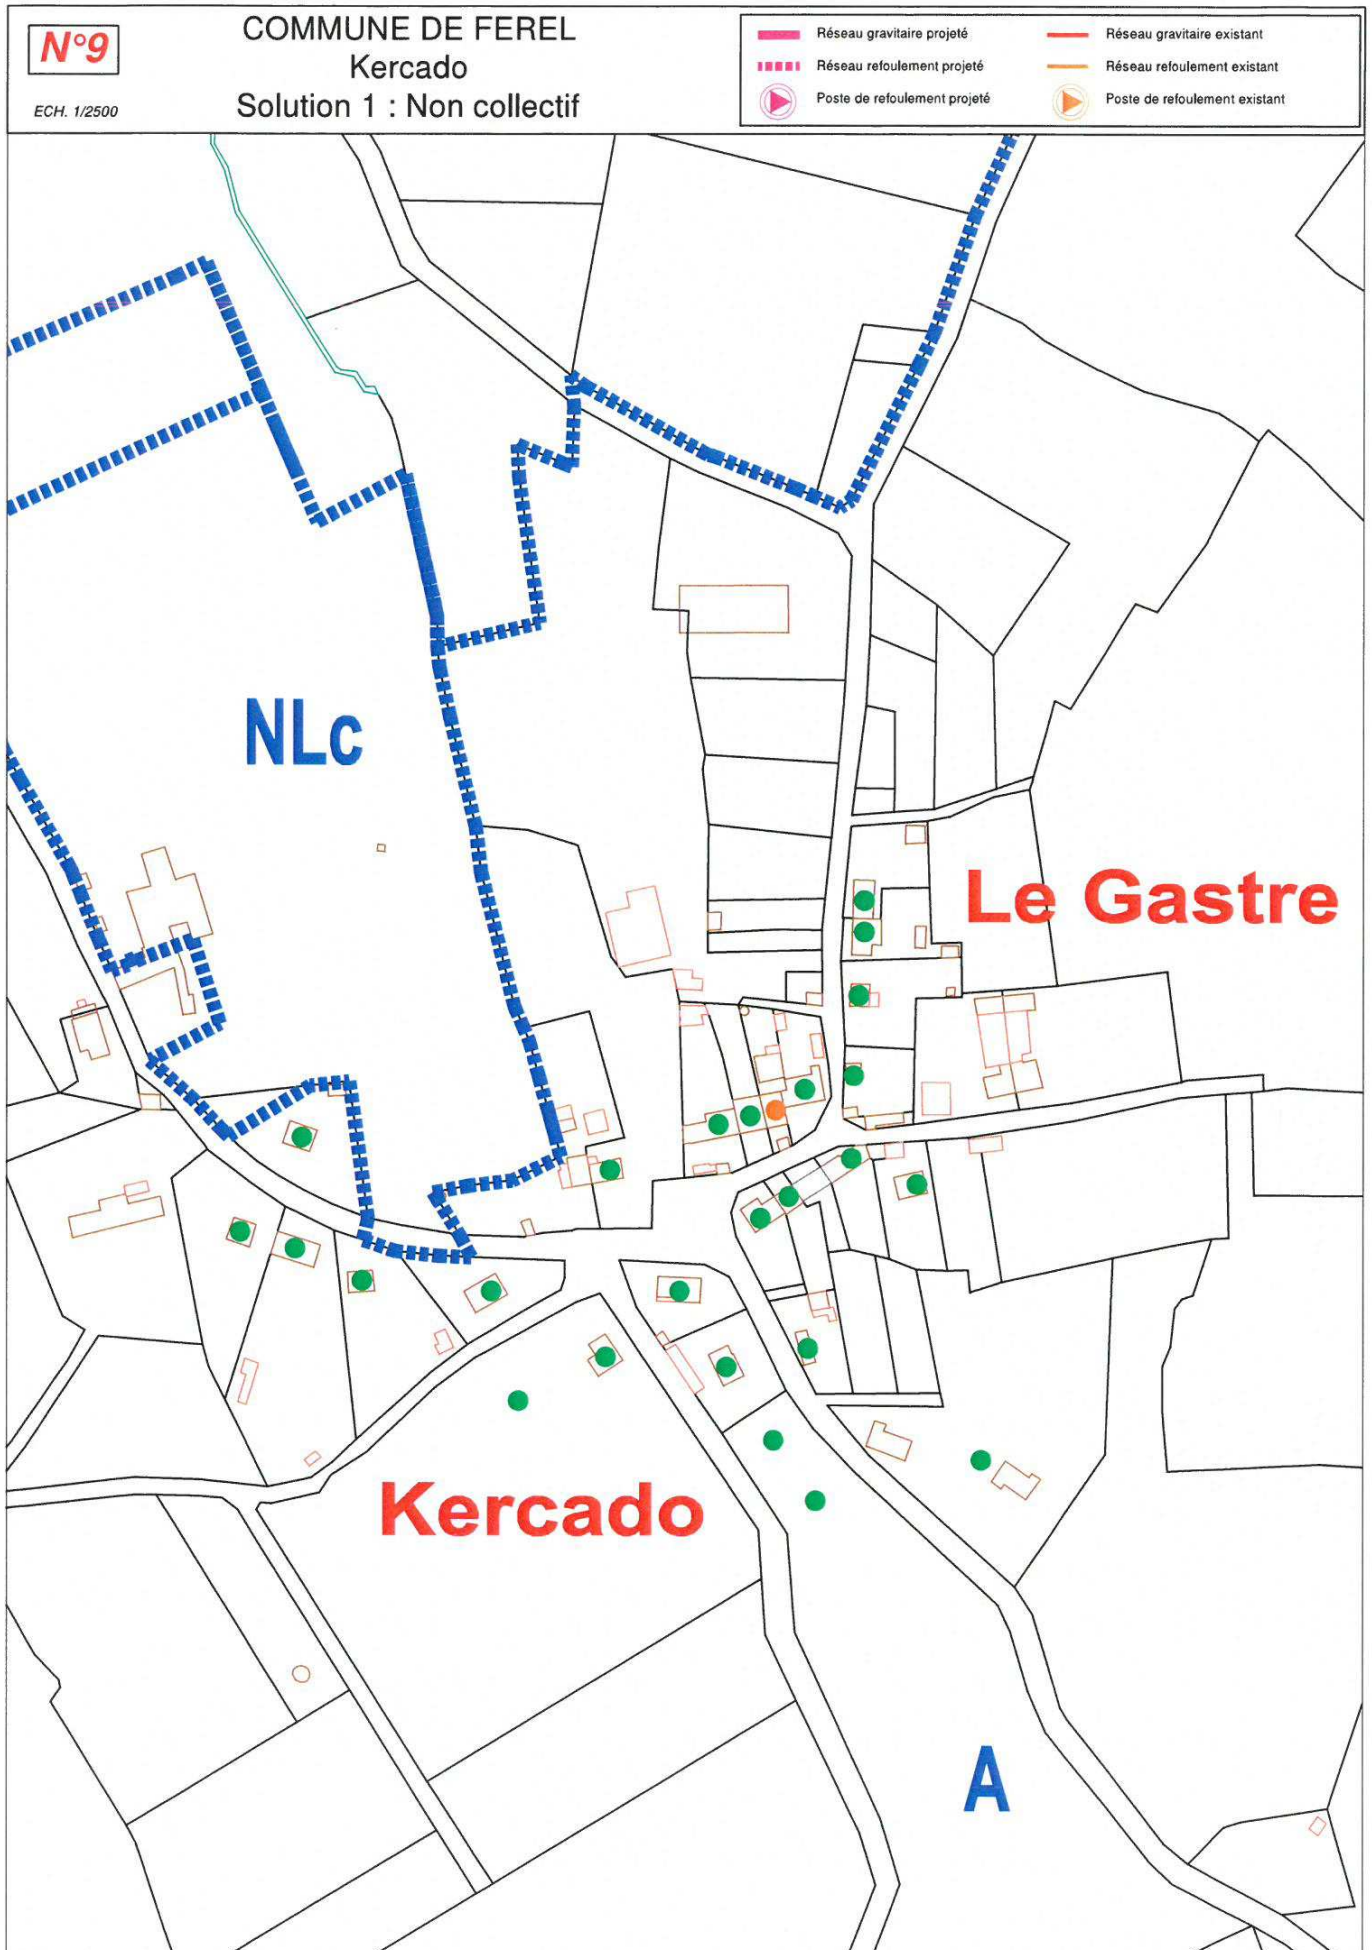 N°9
ECH. 1/2500
COMMUNE DE FEREL
Kercado
Solution 1 : Non collectif
Réseau gravitaire projeté
Réseau gravitaire existant
Réseau refoulement projeté
Réseau refoulement existant
Poste de refoulement projeté
Poste de refoulement existant
NLc
Le Gastre
Kercado
A